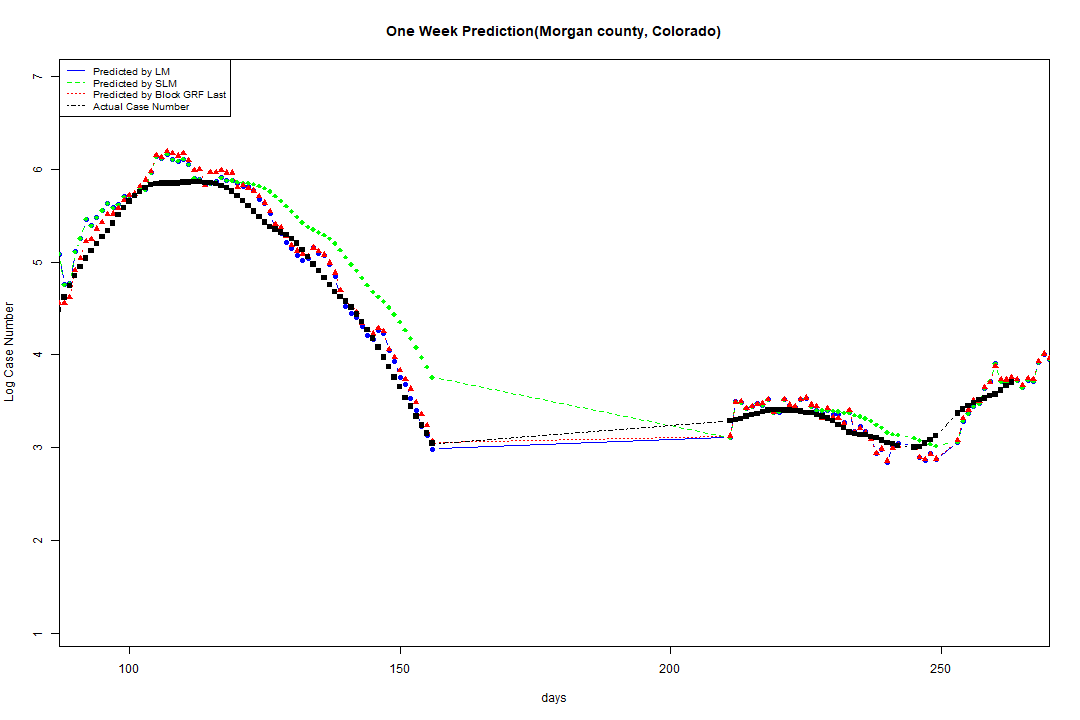 One Week Prediction(Morgan county, Colorado)
Predicted by LM
Predicted by SLM
Predicted by Block GRF Last
Actual Case Number
7
6
5
4
3
2
1
Log Case Number
100 150 200 250
days